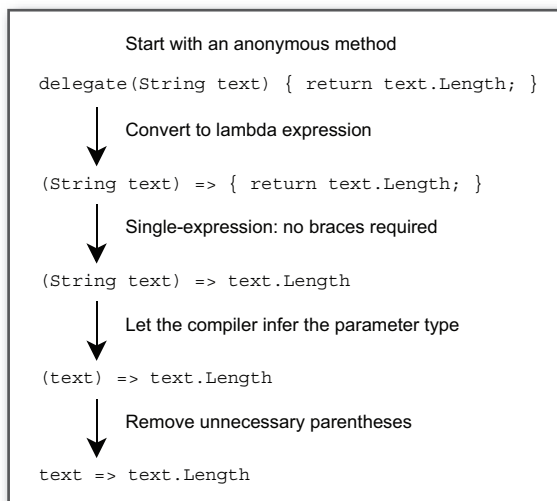 Start with an anonymous method
delegate(String text) { return text.Length; }
Convert to lambda expression
(String text) => { return text.Length; }
Single-expression: no braces required
(String text) => text.Length
Let the compiler infer the parameter type
(text) => text.Length
Remove unnecessary parentheses
text => text.Length